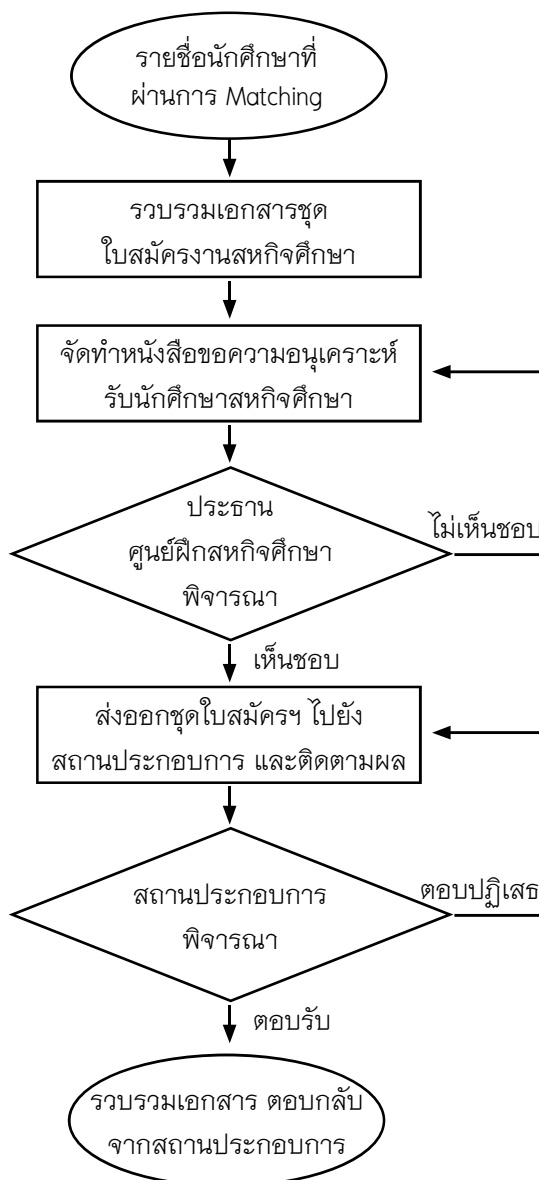 รายชื่อนักศึกษาที่
ผ่านการ Matching
รวบรวมเอกสารชุด
ใบสมัครงานสหกิจศึกษา
จัดทำหนังสือขอความอนุเคราะห์
รับนักศึกษาสหกิจศึกษา
ประธาน
ศูนย์ฝึกสหกิจศึกษา
พิจารณา
ไม่เห็นชอบ
เห็นชอบ
ส่งออกชุดใบสมัครฯ ไปยัง
สถานประกอบการ และติดตามผล
สถานประกอบการ
พิจารณา
ตอบปฏิเสธ
ตอบรับ
รวบรวมเอกสาร ตอบกลับ
จากสถานประกอบการ